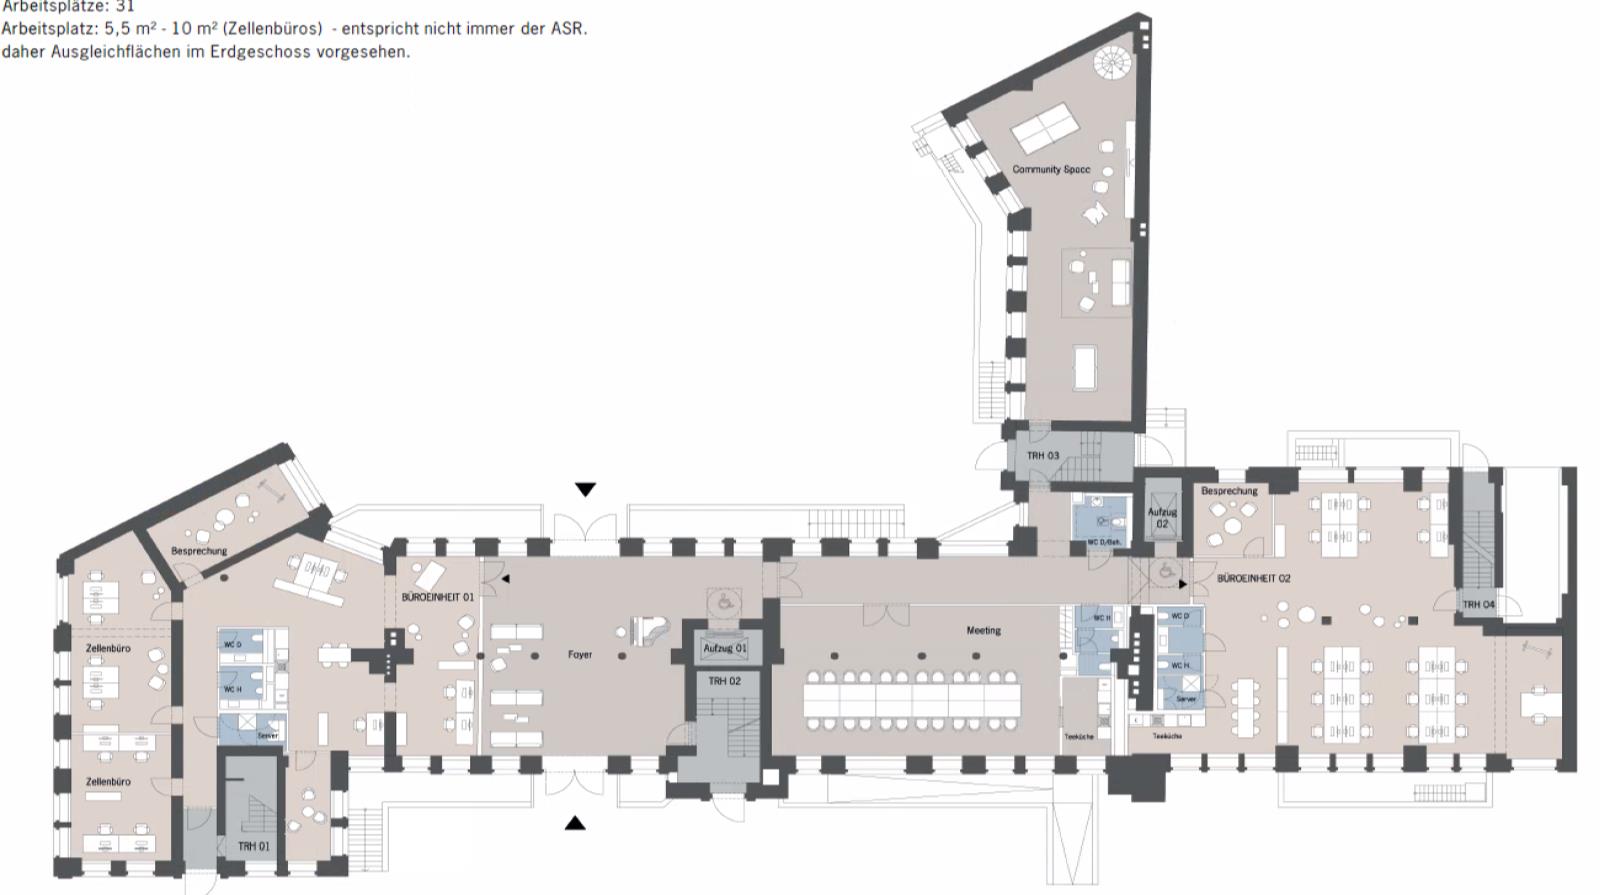 Arbeitsplätze: 31
Arbeitsplatz: 5,5 m² - 10 m² (Zellenbüros) - entspricht nicht immer der ASR.
daher Ausgleichflächen im Erdgeschoss vorgesehen.
Community Space
TRH 03
Aufzug
02
Besprechung
WC D/Beh.
Besprechung
BÜROEINHEIT 01
BÜROEINHEIT 02
TRH 04
WC H
WC D
Meeting
Zellenbüro
WC D
Foyer
Aufzug 01
WC H
TRH 02
WC H
Server
Server
Teeküche
Teeküche
Zellenbüro
TRH 01